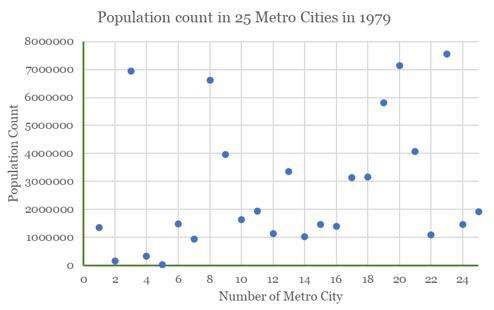 Population count in 25 Metro Cities in 1979
8000000
7000000
6000000
5000000
4000000
3000000
2000000
1000000
0
Population Count
0 2 4 6 8 10 12 14 16 18 20 22 24
Number of Metro City